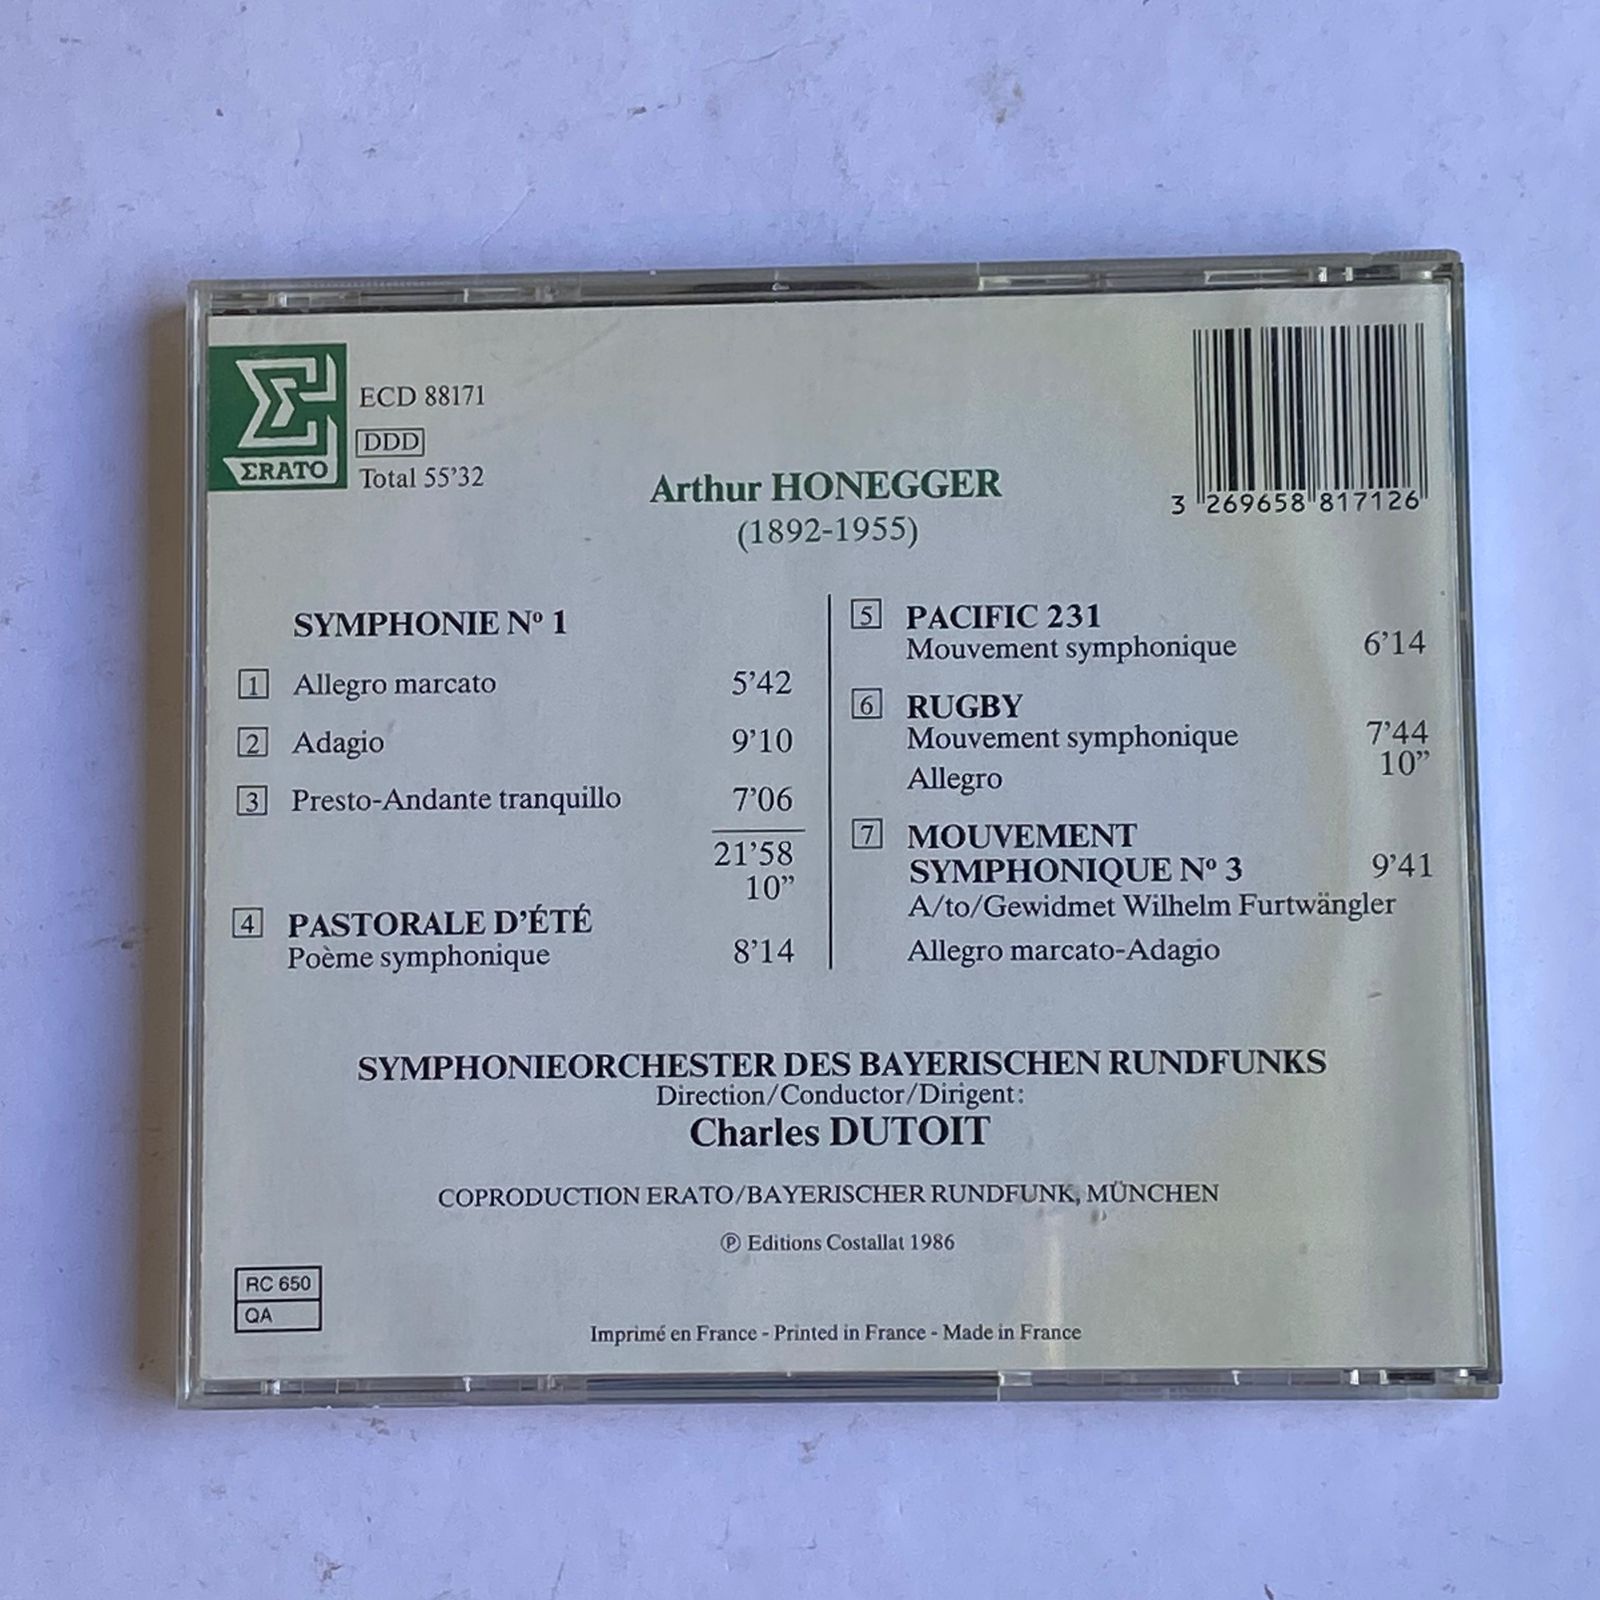 ΣRATO
ECD 88171
DDD
Total 55'32
3 269658 817126
Arthur HONEGGER
(1892-1955)
SYMPHONIE Nº 1
1 Allegro marcato 5'42
2 Adagio 9'10
3 Presto-Andante tranquillo 7'06
21'58
10”
4 PASTORALE D'ÉTÉ
Poème symphonique 8'14
5 PACIFIC 231
Mouvement symphonique 6'14
6 RUGBY
Mouvement symphonique 7'44
10”
Allegro
7 MOUVEMENT
SYMPHONIQUE Nº 3 9'41
A/to/Gewidmet Wilhelm Furtwängler
Allegro marcato-Adagio
SYMPHONIEORCHESTER DES BAYERISCHEN RUNDFUNKS
Direction/Conductor/Dirigent:
Charles DUTOIT
COPRODUCTION ERATO/BAYERISCHER RUNDFUNK, MÜNCHEN
℗ Editions Costallat 1986
RC 650
QA
Imprimé en France - Printed in France - Made in France